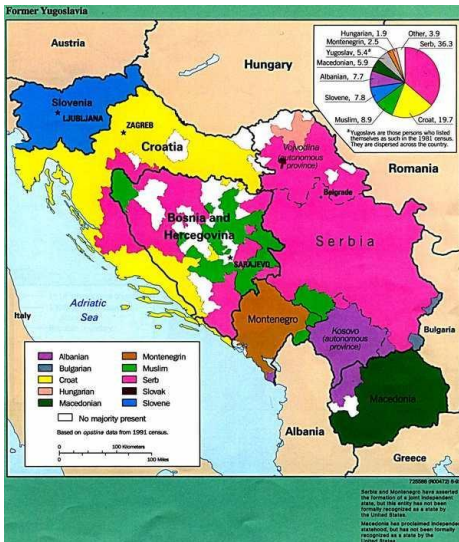 Former Yugoslavia
Austria
Hungary
Romania
Bulgaria
Greece
Albania
Italy
Adriatic
Sea
Slovenia
LJUBLJANA
ZAGREB
Croatia
Vojvodina
(autonomous
province)
Belgrade
Bosnia and
Hercegovina
SARAJEVO
Serbia
Montenegro
Kosovo
(autonomous
province)
Macedonia
Hungarian, 1.9
Montenegrin, 2.5
Yugoslav, 5.4*
Macedonian, 5.9
Albanian, 7.7
Slovene, 7.8
Muslim, 8.9
Other, 3.9
Serb, 36.3
Croat, 19.7
*Yugoslavs are those persons who listed
themselves as such in the 1981 census.
They are dispersed across the country.
Albanian
Bulgarian
Croat
Hungarian
Macedonian
Montenegrin
Muslim
Serb
Slovak
Slovene
No majority present
Based on opstina data from 1991 census.
0 100 Kilometers
0 100 Miles
Serbia and Montenegro have asserted
the formation of a joint independent
state, but this entity has not been
formally recognized as a state by
the United States.
Macedonia has proclaimed independent
statehood, but has not been formally
recognized as a state by the
United States.